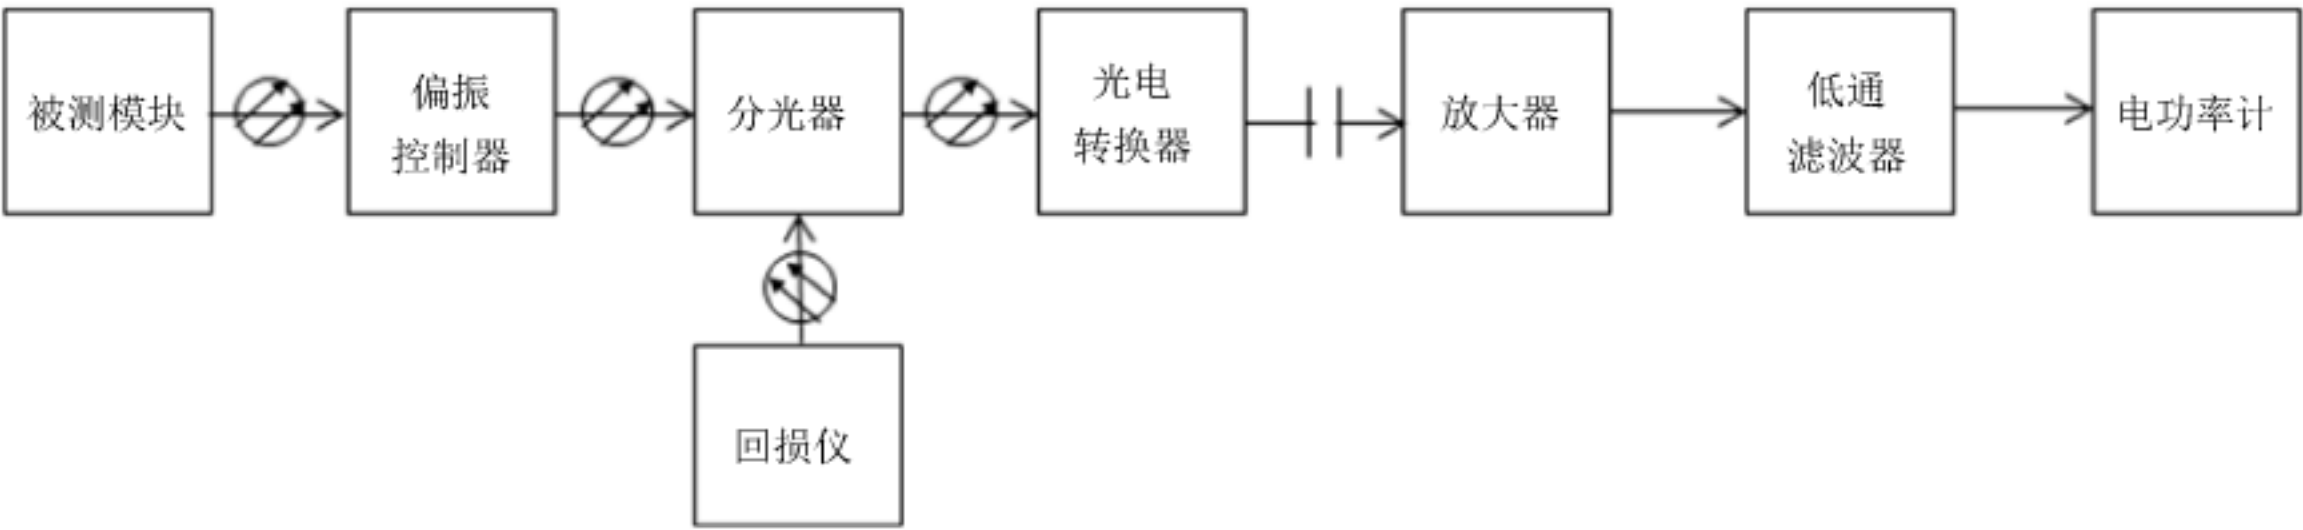 被测模块
偏振
控制器
分光器
光电
转换器
放大器
低通
滤波器
电功率计
回损仪